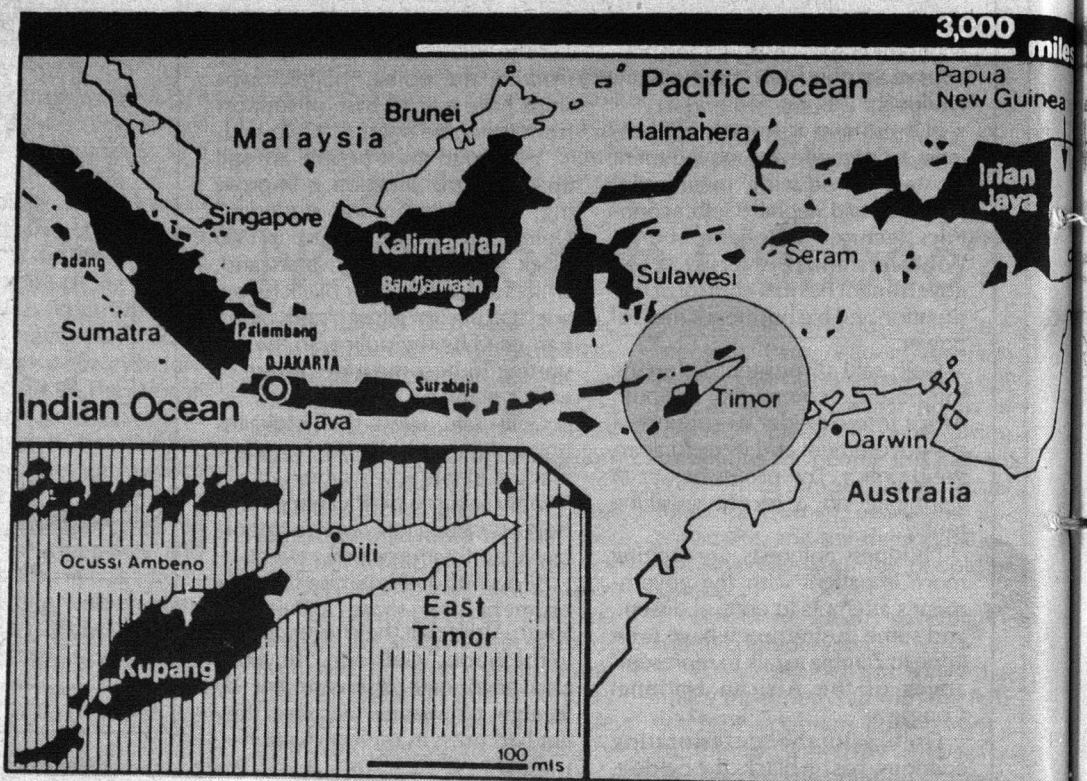 3,000
miles
Pacific Ocean
Papua
New Guinea
Brunei
Malaysia
Halmahera
Irian
Jaya
Singapore
Kalimantan
Seram
Padang
Sulawesi
Bandjarmasin
Sumatra
Palembang
DJAKARTA
Surabaja
Timor
Indian Ocean
Java
Darwin
Australia
Dili
Ocussi Ambeno
East
Timor
Kupang
100
mls